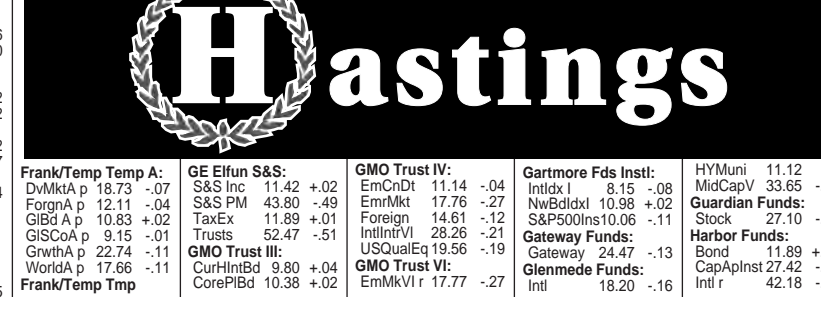 Hastings
Frank/Temp Temp A:
DvMktA p 18.73 -.07
ForgnA p 12.11 -.04
GlBd A p 10.83 +.02
GlSCoA p 9.15 -.01
GrwthA p 22.74 -.11
WorldA p 17.66 -.11
Frank/Temp Tmp
GE Elfun S&S:
S&S Inc 11.42 +.02
S&S PM 43.80 -.49
TaxEx 11.89 +.01
Trusts 52.47 -.51
GMO Trust III:
CurHIntBd 9.80 +.04
CorePlBd 10.38 +.02
GMO Trust IV:
EmCnDt 11.14 -.04
EmrMkt 17.76 -.27
Foreign 14.61 -.12
IntlIntrVl 28.26 -.21
USQualEq 19.56 -.19
GMO Trust VI:
EmMkVl r 17.77 -.27
Gartmore Fds Instl:
IntIdx I 8.15 -.08
NwBdIdxI 10.98 +.02
S&P500Ins10.06 -.11
Gateway Funds:
Gateway 24.47 -.13
Glenmede Funds:
Intl 18.20 -.16
HYMuni 11.12
MidCapV 33.65 -
Guardian Funds:
Stock 27.10 -
Harbor Funds:
Bond 11.89 +
CapApInst 27.42 -
Intl r 42.18 -